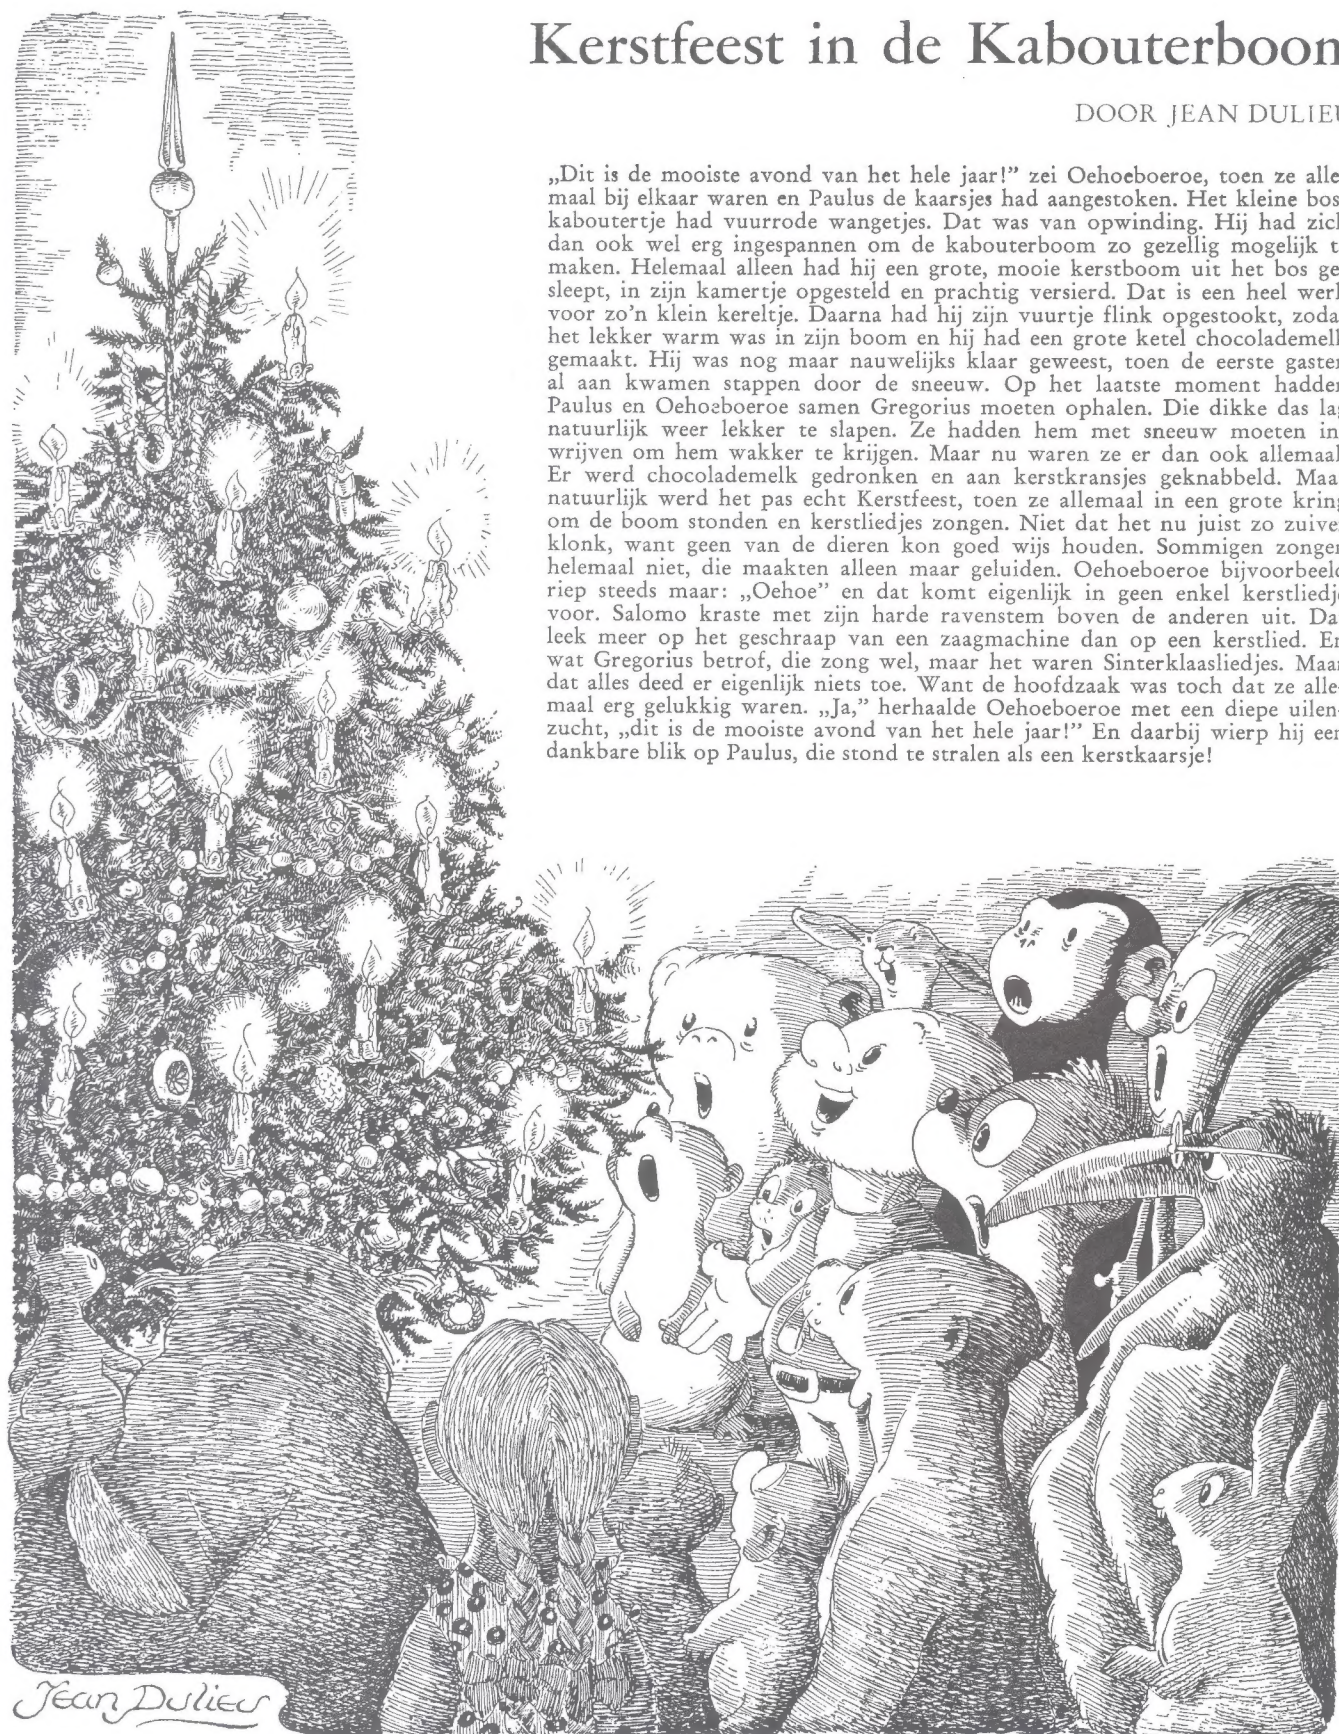 Kerstfeest in de Kabouterboom
DOOR JEAN DULIEU
„Dit is de mooiste avond van het hele jaar!” zei Oehoeboeroe, toen ze alle-
maal bij elkaar waren en Paulus de kaarsjes had aangestoken. Het kleine bos-
kaboutertje had vuurrode wangetjes. Dat was van opwinding. Hij had zich
dan ook wel erg ingespannen om de kabouterboom zo gezellig mogelijk t
maken. Helemaal alleen had hij een grote, mooie kerstboom uit het bos ge-
sleept, in zijn kamertje opgesteld en prachtig versierd. Dat is een heel werk
voor zo'n klein kereltje. Daarna had hij zijn vuurtje flink opgestookt, zoda
het lekker warm was in zijn boom en hij had een grote ketel chocolademelk
gemaakt. Hij was nog maar nauwelijks klaar geweest, toen de eerste gasten
al aan kwamen stappen door de sneeuw. Op het laatste moment hadden
Paulus en Oehoeboeroe samen Gregorius moeten ophalen. Die dikke das lag
natuurlijk weer lekker te slapen. Ze hadden hem met sneeuw moeten in-
wrijven om hem wakker te krijgen. Maar nu waren ze er dan ook allemaal.
Er werd chocolademelk gedronken en aan kerstkransjes geknabbeld. Maa
natuurlijk werd het pas echt Kerstfeest, toen ze allemaal in een grote kring
om de boom stonden en kerstliedjes zongen. Niet dat het nu juist zo zuiver
klonk, want geen van de dieren kon goed wijs houden. Sommigen zongen
helemaal niet, die maakten alleen maar geluiden. Oehoeboeroe bijvoorbeeld
riep steeds maar: „Oehoe” en dat komt eigenlijk in geen enkel kerstliedje
voor. Salomo kraste met zijn harde ravenstem boven de anderen uit. Da
leek meer op het geschraap van een zaagmachine dan op een kerstlied. En
wat Gregorius betrof, die zong wel, maar het waren Sinterklaasliedjes. Maar
dat alles deed er eigenlijk niets toe. Want de hoofdzaak was toch dat ze alle-
maal erg gelukkig waren. „Ja,” herhaalde Oehoeboeroe met een diepe uilen-
zucht, „dit is de mooiste avond van het hele jaar!” En daarbij wierp hij een
dankbare blik op Paulus, die stond te stralen als een kerstkaarsje!
Jean Dulieu